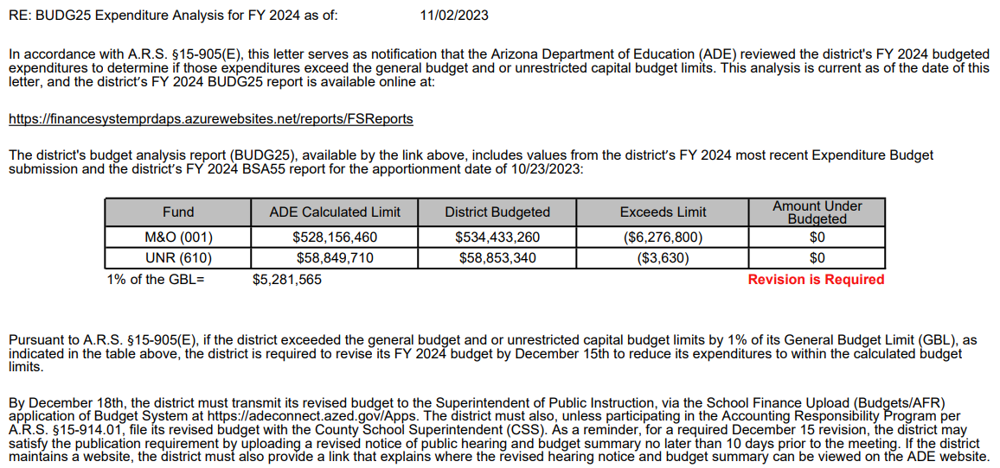 RE: BUDG25 Expenditure Analysis for FY 2024 as of: 11/02/2023
In accordance with A.R.S. §15-905(E), this letter serves as notification that the Arizona Department of Education (ADE) reviewed the district's FY 2024 budgeted
expenditures to determine if those expenditures exceed the general budget and or unrestricted capital budget limits. This analysis is current as of the date of this
letter, and the district's FY 2024 BUDG25 report is available online at:
https://financesystemprdaps.azurewebsites.net/reports/FSReports
The district's budget analysis report (BUDG25), available by the link above, includes values from the district's FY 2024 most recent Expenditure Budget
submission and the district's FY 2024 BSA55 report for the apportionment date of 10/23/2023:
Fund ADE Calculated Limit District Budgeted Exceeds Limit Amount Under Budgeted
M&O (001) $528,156,460 $534,433,260 ($6,276,800) $0
UNR (610) $58,849,710 $58,853,340 ($3,630) $0
1% of the GBL= $5,281,565 Revision is Required
Pursuant to A.R.S. §15-905(E), if the district exceeded the general budget and or unrestricted capital budget limits by 1% of its General Budget Limit (GBL), as
indicated in the table above, the district is required to revise its FY 2024 budget by December 15th to reduce its expenditures to within the calculated budget
limits.
By December 18th, the district must transmit its revised budget to the Superintendent of Public Instruction, via the School Finance Upload (Budgets/AFR)
application of Budget System at https://adeconnect.azed.gov/Apps. The district must also, unless participating in the Accounting Responsibility Program per
A.R.S. §15-914.01, file its revised budget with the County School Superintendent (CSS). As a reminder, for a required December 15 revision, the district may
satisfy the publication requirement by uploading a revised notice of public hearing and budget summary no later than 10 days prior to the meeting. If the district
maintains a website, the district must also provide a link that explains where the revised hearing notice and budget summary can be viewed on the ADE website.